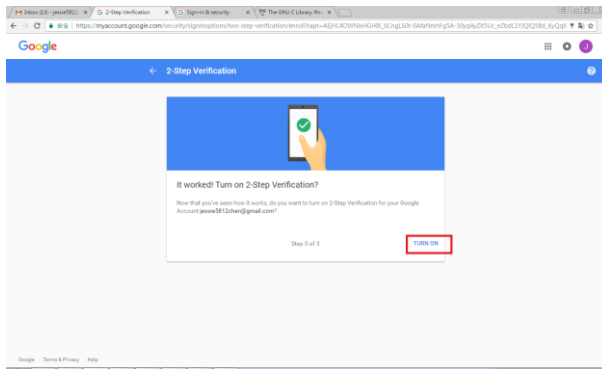 Inbox (13) - jessie5812
2-Step Verification
Sign-in & security
The GNU C Library: Re
https://myaccount.google.com/security/signinoptions/two-step-verification/enroll
Google
J
2-Step Verification
It worked! Turn on 2-Step Verification?
Now that you've seen how it works, do you want to turn on 2-Step Verification for your Google
Account jessie5812chen@gmail.com?
Step 3 of 3
TURN ON
Google Terms & Privacy Help